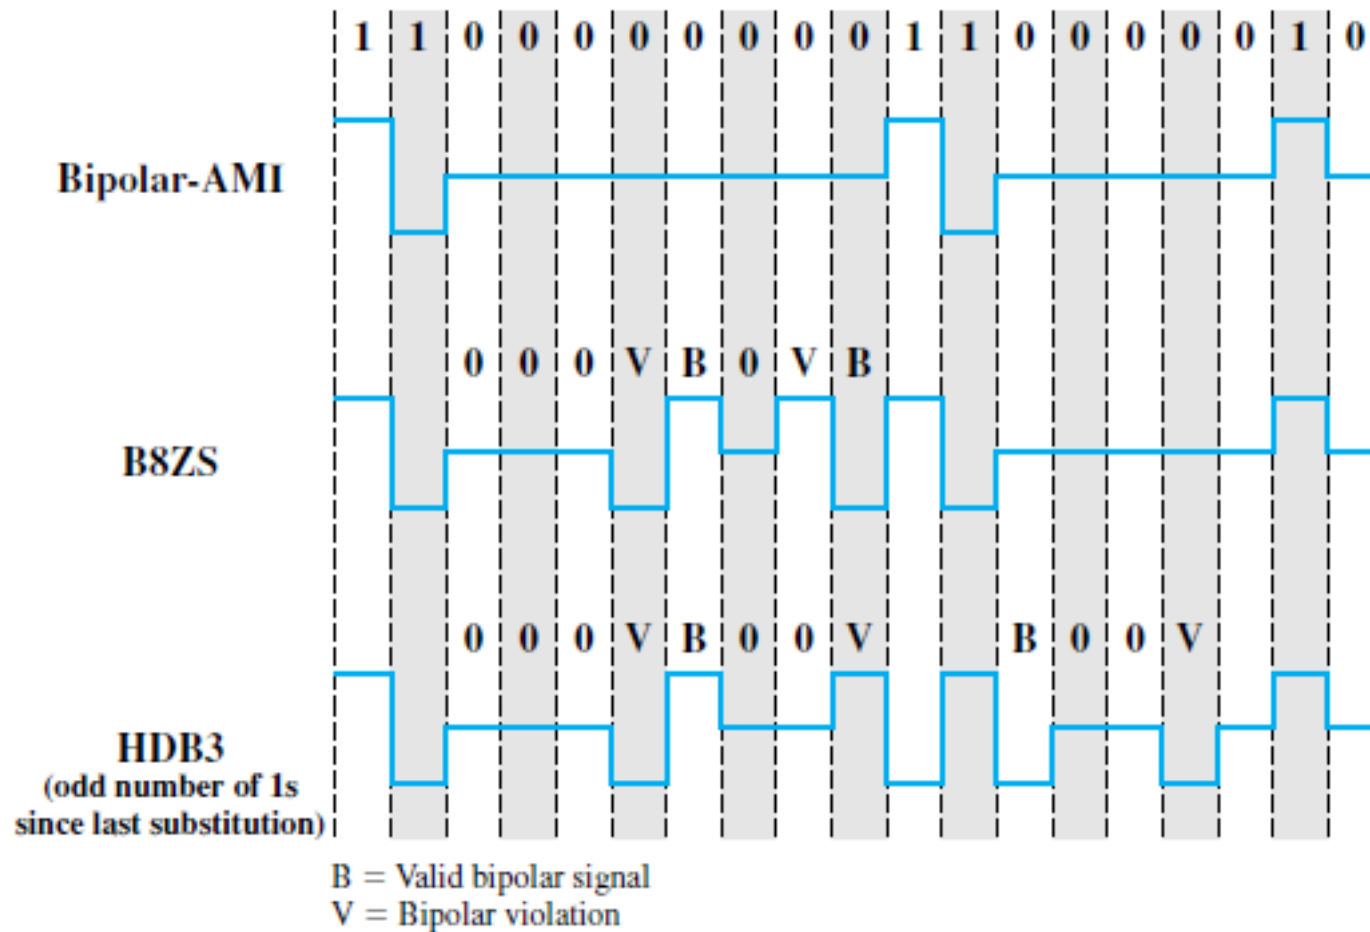 1 1 0 0 0 0 0 0 0 0 1 1 0 0 0 0 0 1 0
Bipolar-AMI
0 0 0 V B 0 V B
B8ZS
0 0 0 V B 0 0 V B 0 0 V
HDB3
(odd number of 1s
since last substitution)
B = Valid bipolar signal
V = Bipolar violation